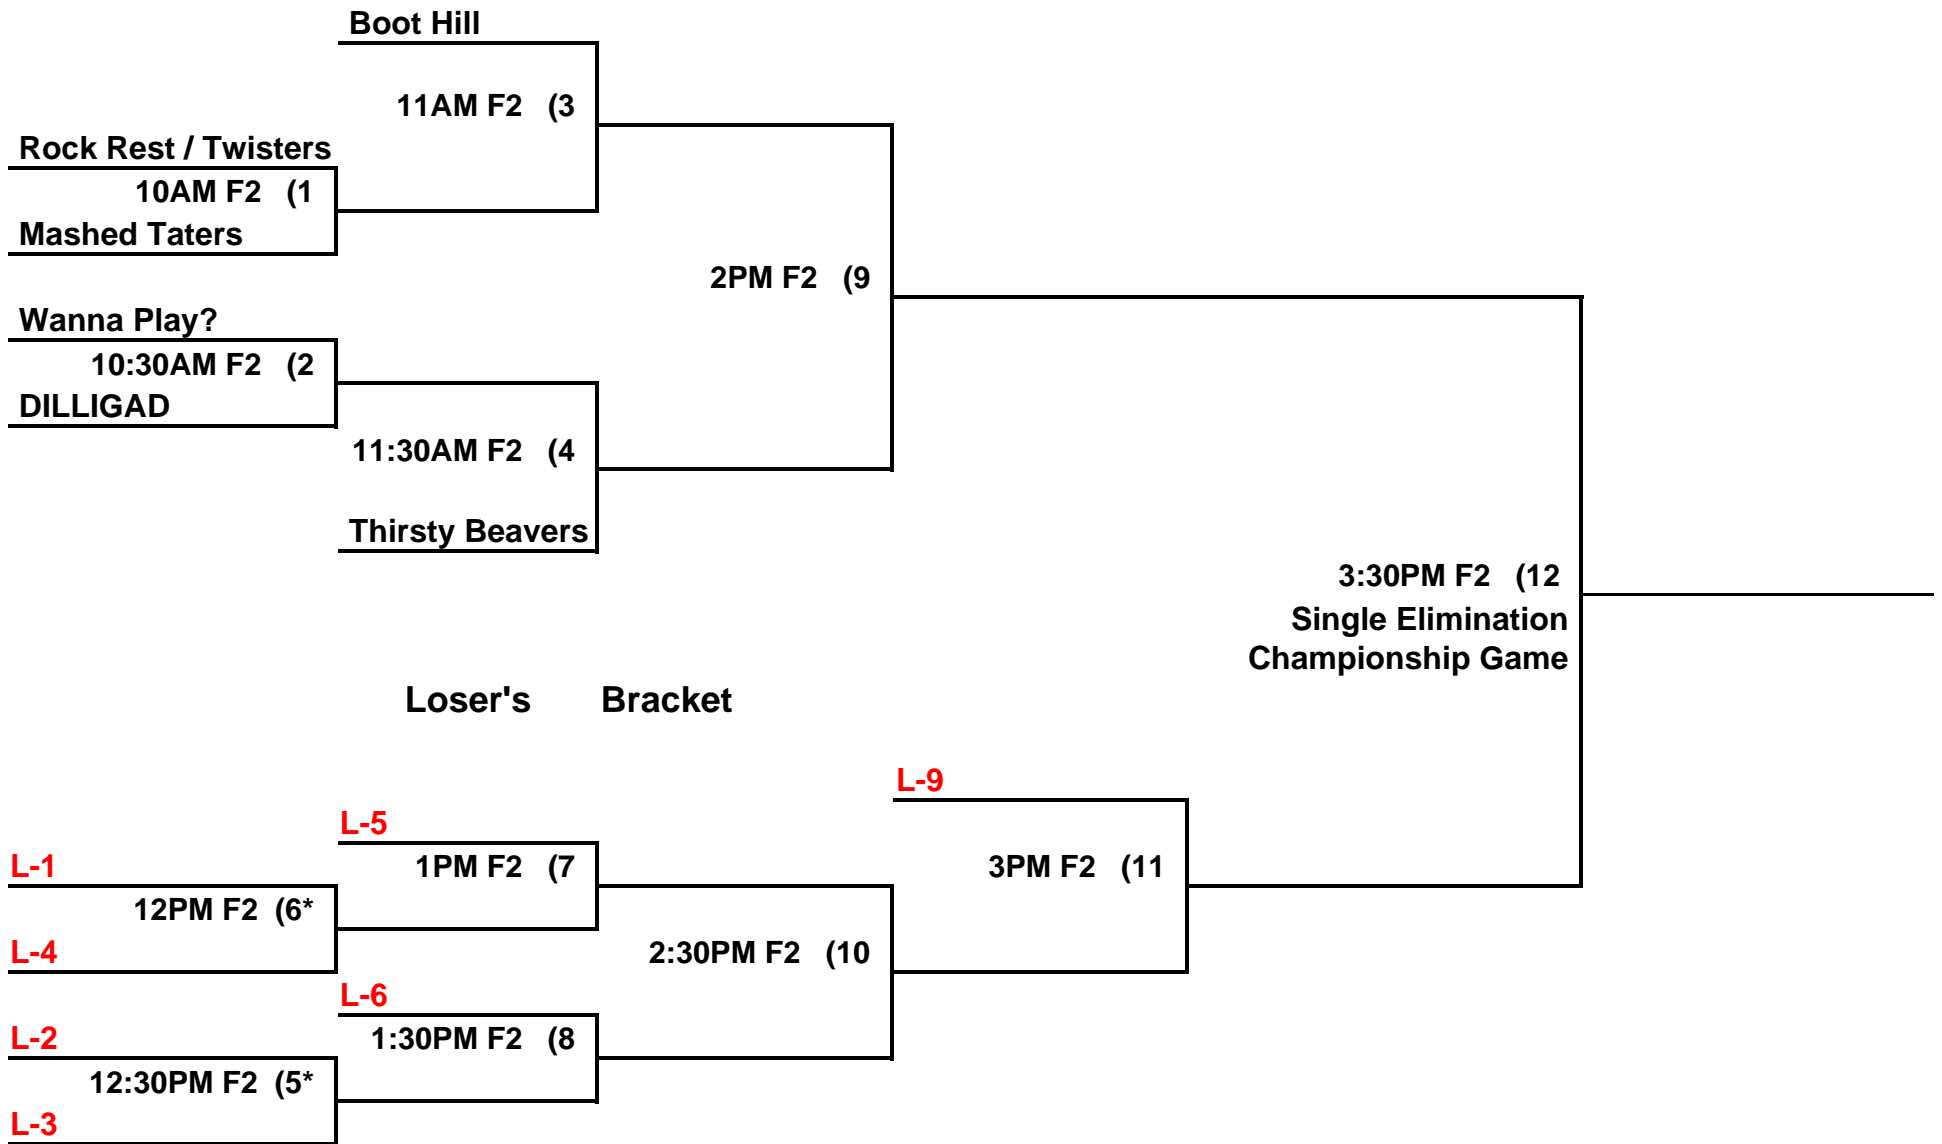 Boot Hill
11AM F2 (3
Rock Rest / Twisters
10AM F2 (1
Mashed Taters
2PM F2 (9
Wanna Play?
10:30AM F2 (2
DILLIGAD
11:30AM F2 (4
Thirsty Beavers
3:30PM F2 (12
Single Elimination
Championship Game
Loser's Bracket
L-9
L-5
L-1
1PM F2 (7
3PM F2 (11
12PM F2 (6*
L-4
2:30PM F2 (10
L-6
L-2
1:30PM F2 (8
12:30PM F2 (5*
L-3